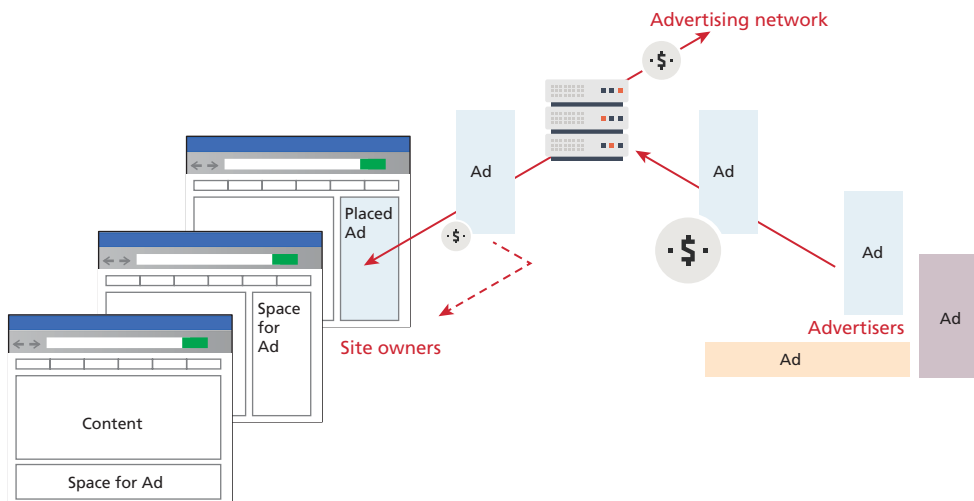 Advertising network
·$·
Ad
Ad
Placed
Ad
·$·
·$·
Ad
Space
for
Ad
Site owners
Advertisers
Ad
Ad
Content
Space for Ad